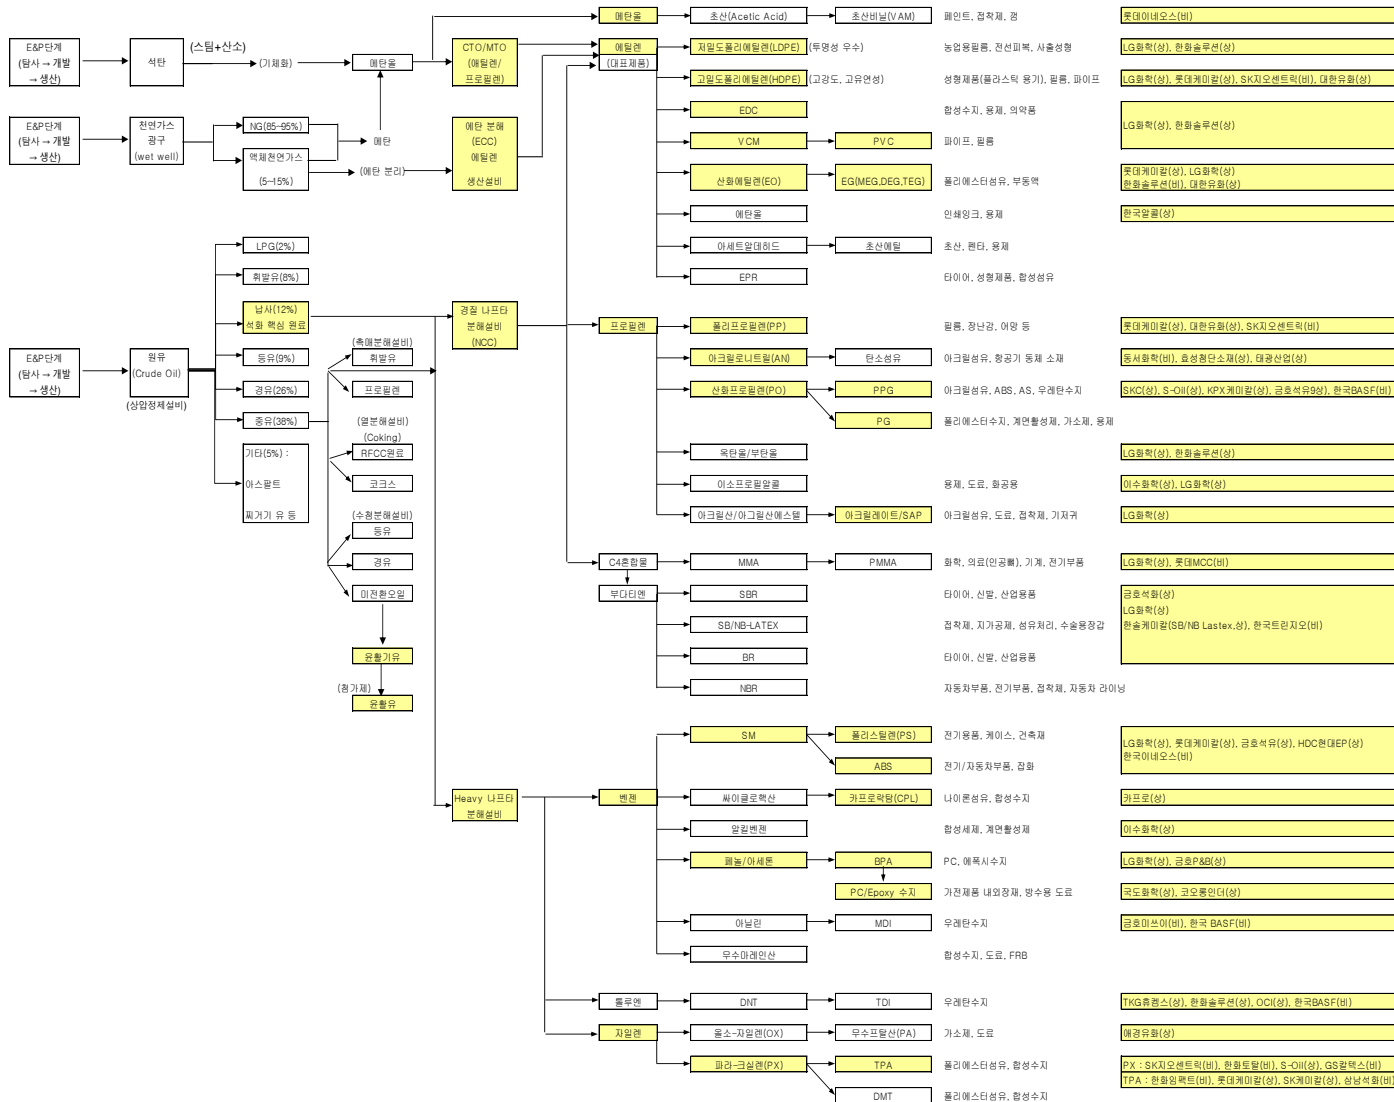 메탄올
초산(Acetic Acid)
초산비닐(VAM)
페인트, 접착제, 껌
롯데이네오스(비)
E&P단계
(탐사 → 개발
→ 생산)
석탄
(스팀+산소)
(기체화)
메탄올
CTO/MTO
(애틸렌/
프로필렌)
에틸렌
(대표제품)
저밀도폴리에틸렌(LDPE)
(투명성 우수)
농업용필름, 전선피복, 사출성형
LG화학(상), 한화솔루션(상)
고밀도폴리에틸렌(HDPE)
(고강도, 고유연성)
성형제품(플라스틱 용기), 필름, 파이프
LG화학(상), 롯데케미칼(상), SK지오센트릭(비), 대한유화(상)
EDC
합성수지, 용제, 의약품
LG화학(상), 한화솔루션(상)
E&P단계
(탐사 → 개발
→ 생산)
천연가스
광구
(wet well)
NG(85~95%)
액체천연가스
(5~15%)
메탄
(에탄 분리)
에탄 분해
(ECC)
에틸렌
생산설비
VCM
PVC
파이프, 필름
산화에틸렌(EO)
EG(MEG,DEG,TEG)
폴리에스터섬유, 부동액
롯데케미칼(상), LG화학(상)
한화솔루션(비), 대한유화(상)
에탄올
인쇄잉크, 용제
한국알콜(상)
아세트알데히드
초산에틸
초산, 펜타, 용제
EPR
타이어, 성형제품, 합성섬유
LPG(2%)
휘발유(8%)
납사(12%)
석화 핵심 원료
경질 나프타
분해설비
(NCC)
프로필렌
폴리프로필렌(PP)
필름, 장난감, 어망 등
롯데케미칼(상), 대한유화(상), SK지오센트릭(비)
E&P단계
(탐사 → 개발
→ 생산)
원유
(Crude Oil)
(상압정제설비)
등유(9%)
경유(26%)
중유(38%)
기타(5%) :
아스팔트
찌거기 유 등
(촉매분해설비)
휘발유
프로필렌
(열분해설비)
(Coking)
RFCC원료
코크스
(수첨분해설비)
등유
경유
미전환오일
윤활기유
(첨가제)
윤활유
아크릴로니트릴(AN)
탄소섬유
아크릴섬유, 항공기 동체 소재
동서화학(비), 효성첨단소재(상), 태광산업(상)
산화프로필렌(PO)
PPG
아크릴섬유, ABS, AS, 우레탄수지
SKC(상), S-Oil(상), KPX케미칼(상), 금호석유9상), 한국BASF(비)
PG
폴리에스터수지, 계면활성제, 가소제, 용제
옥탄올/부탄올
LG화학(상), 한화솔루션(상)
이소프로필알콜
용제, 도료, 화공용
이수화학(상), LG화학(상)
아크릴산/아그릴산에스텔
아크릴레이트/SAP
아크릴섬유, 도료, 접착제, 기저귀
LG화학(상)
C4혼합물
MMA
PMMA
화학, 의료(인공뼈), 기계, 전기부품
LG화학(상), 롯데MCC(비)
부다티엔
SBR
타이어, 신발, 산업용품
금호석화(상)
LG화학(상)
한솔케미칼(SB/NB Lastex,상), 한국트린지오(비)
SB/NB-LATEX
접착제, 지가공제, 섬유처리, 수술용장갑
BR
타이어, 신발, 산업융품
NBR
자동차부품, 전기부품, 접착제, 자동차 라이닝
Heavy 나프타
분해설비
벤젠
SM
폴리스틸렌(PS)
전기용품, 케이스, 건축재
LG화학(상), 롯데케미칼(상), 금호석유(상), HDC현대EP(상)
한국이네오스(비)
ABS
전기/자동차부품, 잡화
싸이클로핵산
카프로락탐(CPL)
나이론섬유, 합성수지
카프로(상)
알킬벤젠
합성세제, 계면활성제
이수화학(상)
페놀/아세톤
BPA
PC, 에폭시수지
LG화학(상), 금호P&B(상)
PC/Epoxy 수지
가전제품 내외장재, 방수용 도료
국도화학(상), 코오롱인더(상)
아닐린
MDI
우레탄수지
금호미쓰이(비), 한국 BASF(비)
무수마레인산
합성수지, 도료, FRB
톨루엔
DNT
TDI
우레탄수지
TKG휴켐스(상), 한화솔루션(상), OCI(상), 한국BASF(비)
자일렌
올소-자일렌(OX)
무수프탈산(PA)
가소제, 도료
애경유화(상)
파라-크실렌(PX)
TPA
폴리에스터섬유, 합성수지
PX : SK지오센트릭(비), 한화토탈(비), S-Oil(상), GS칼텍스(비)
TPA : 한화임팩트(비), 롯데케미칼(상), SK케미칼(상), 삼남석화(비)
DMT
폴리에스터섬유, 합성수지